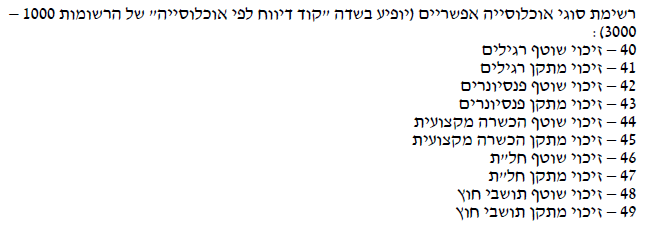 רשימת סוגי אוכלוסייה אפשריים (יופיע בשדה "קוד דיווח לפי אוכלוסייה" של הרשומות 1000 –
3000) :
40 – זיכוי שוטף רגילים
41 – זיכוי מתקן רגילים
42 – זיכוי שוטף פנסיונרים
43 – זיכוי מתקן פנסיונרים
44 – זיכוי שוטף הכשרה מקצועית
45 – זיכוי מתקן הכשרה מקצועית
46 – זיכוי שוטף חל"ת
47 – זיכוי מתקן חל"ת
48 – זיכוי שוטף תושבי חוץ
49 – זיכוי מתקן תושבי חוץ